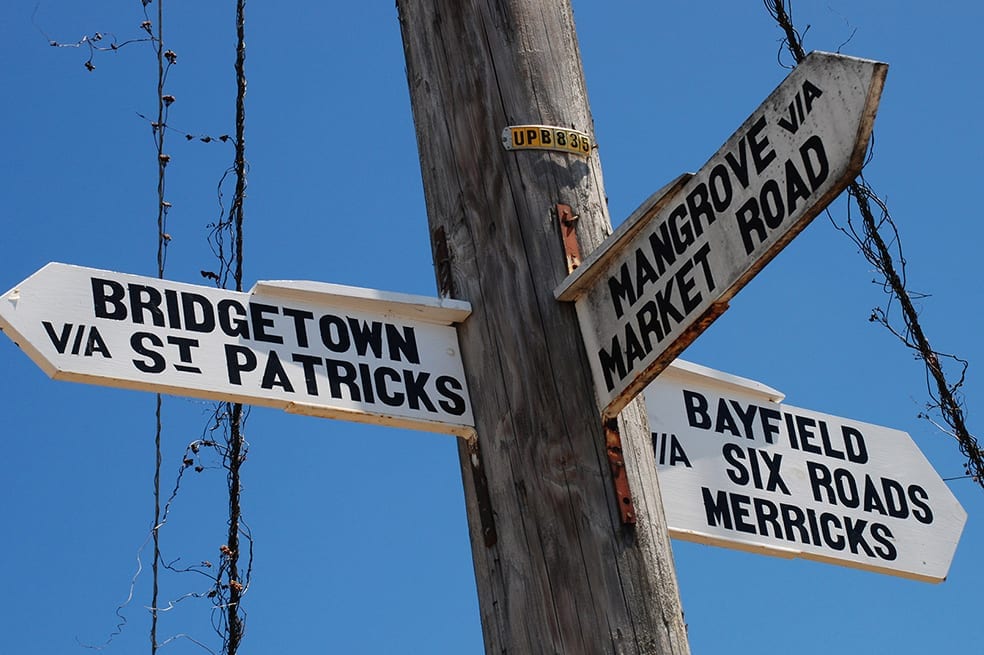 UPB835
MANGROVE VIA
MARKET ROAD
BRIDGETOWN
VIA ST PATRICKS
BAYFIELD
VIA SIX ROADS
MERRICKS